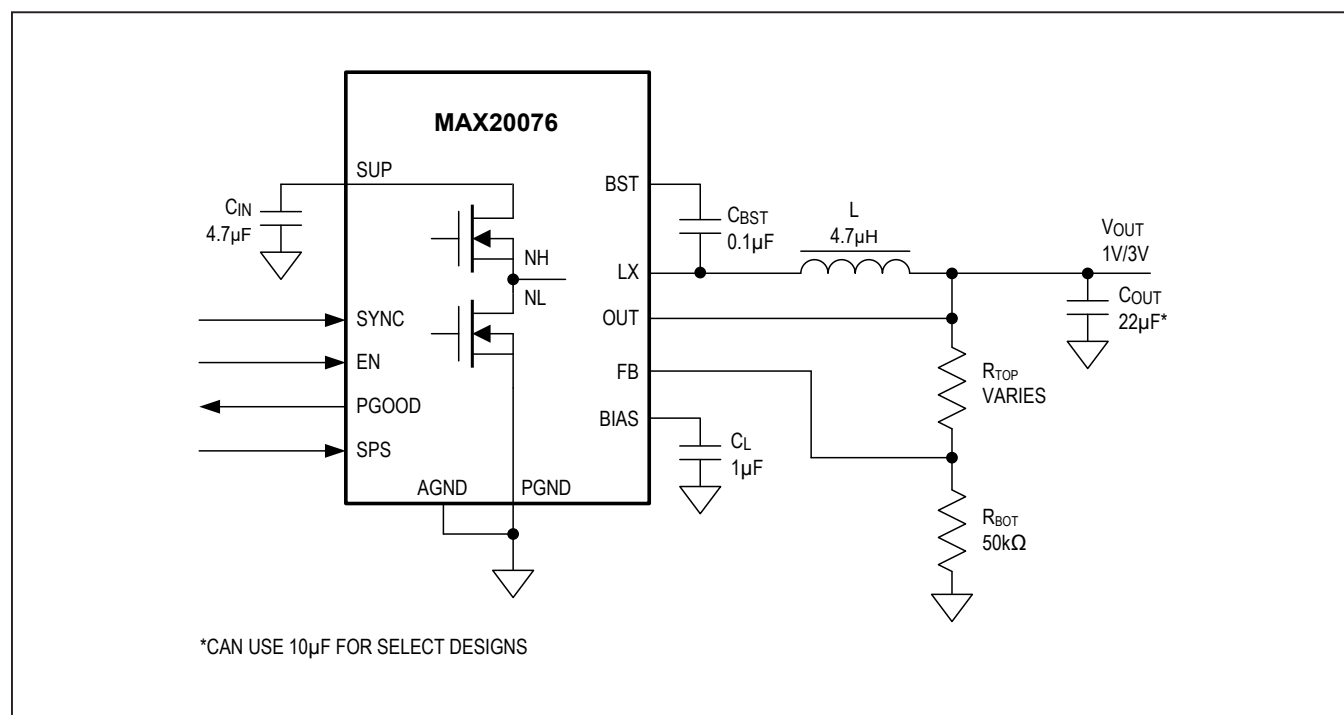 MAX20076
SUP
CIN
4.7µF
SYNC
EN
PGOOD
SPS
AGND
PGND
NH
NL
BST
LX
OUT
FB
BIAS
CBST
0.1µF
L
4.7µH
VOUT
1V/3V
COUT
22µF*
RTOP
VARIES
CL
1µF
RBOT
50kΩ
*CAN USE 10µF FOR SELECT DESIGNS